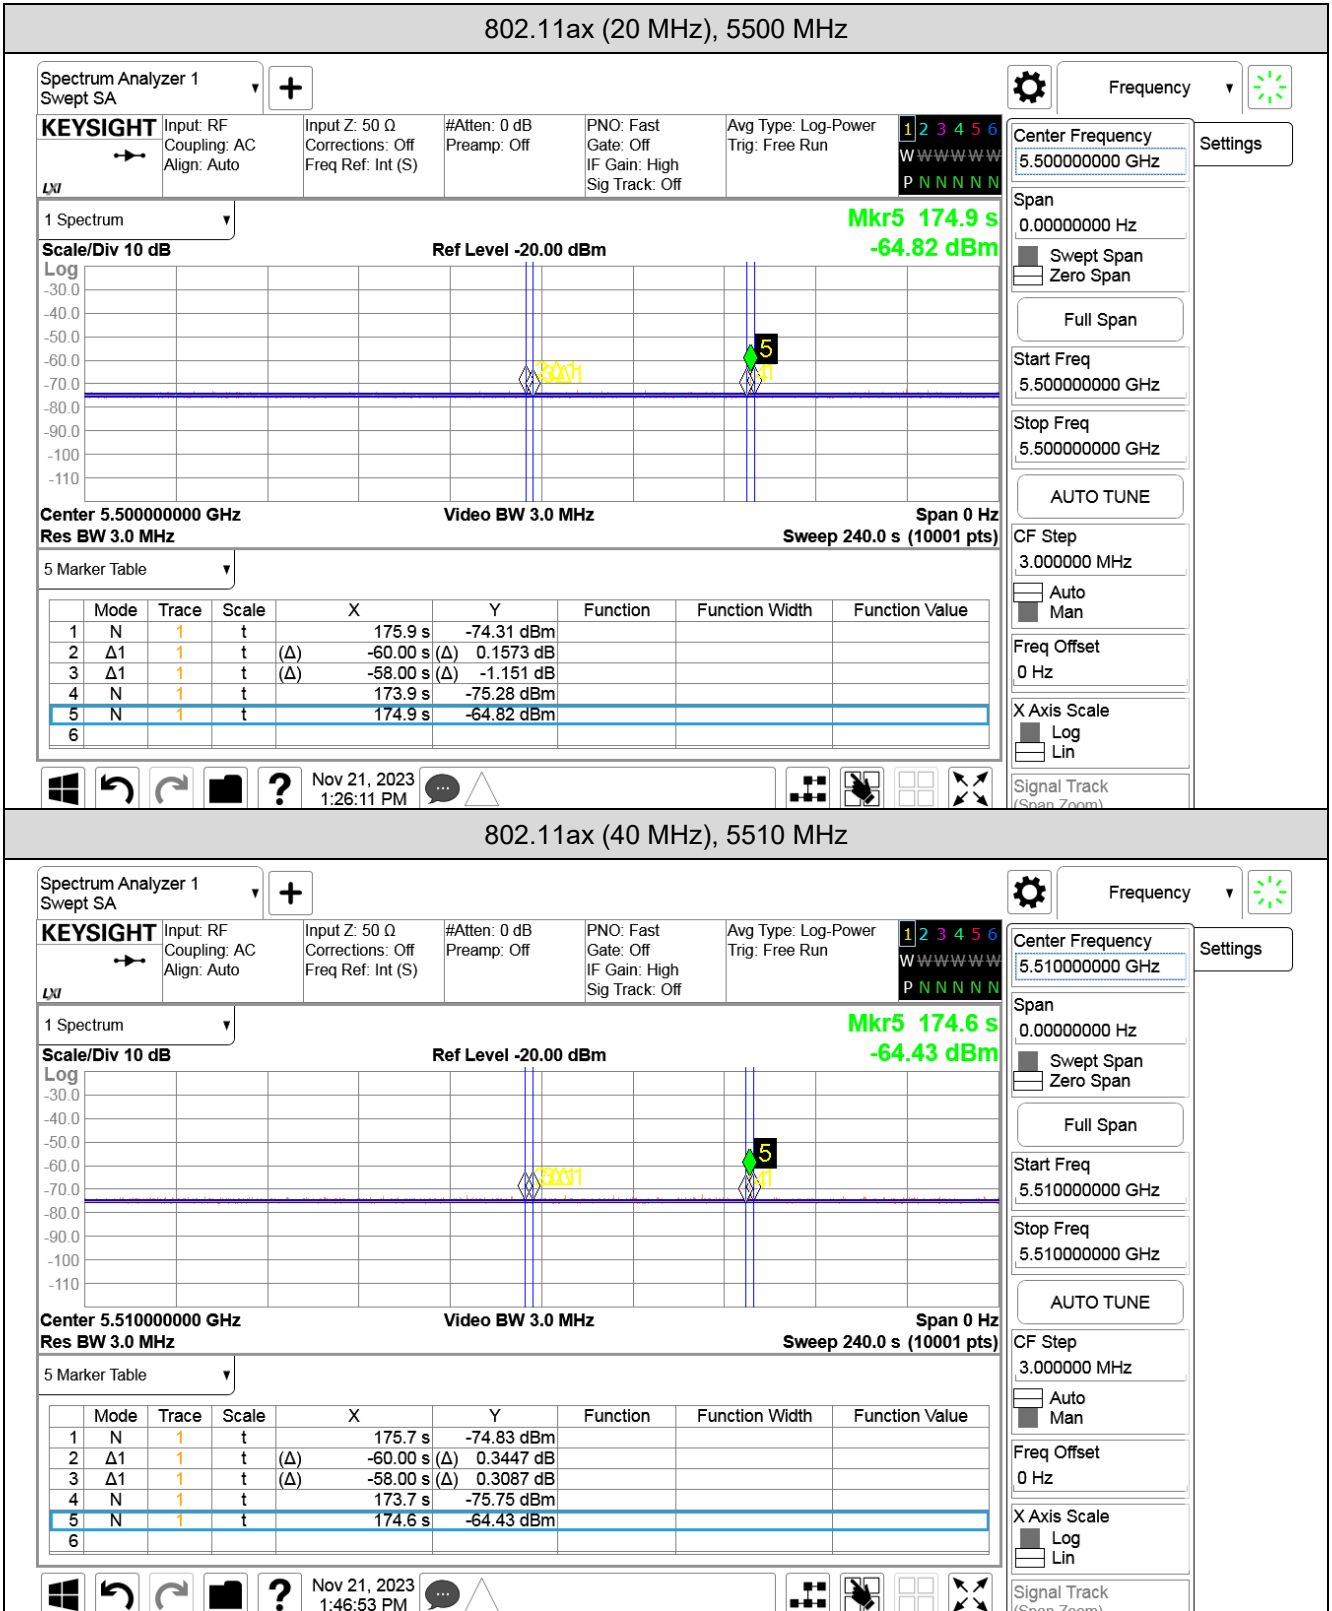 802.11ax (20 MHz), 5500 MHz
Spectrum Analyzer 1
Swept SA
Frequency
KEYSIGHT
LXI
Input: RF
Coupling: AC
Align: Auto
Input Z: 50 Ω
Corrections: Off
Freq Ref: Int (S)
#Atten: 0 dB
Preamp: Off
PNO: Fast
Gate: Off
IF Gain: High
Sig Track: Off
Avg Type: Log-Power
Trig: Free Run
1 2 3 4 5 6
W W W W W W
P N N N N N
Center Frequency
5.500000000 GHz
Settings
Span
0.00000000 Hz
Swept Span
Zero Span
Full Span
Start Freq
5.500000000 GHz
Stop Freq
5.500000000 GHz
AUTO TUNE
CF Step
3.000000 MHz
Auto
Man
Freq Offset
0 Hz
X Axis Scale
Log
Lin
Signal Track
(Span Zoom)
1 Spectrum
Mkr5 174.9 s
-64.82 dBm
Scale/Div 10 dB
Ref Level -20.00 dBm
Log
-30.0
-40.0
-50.0
-60.0
-70.0
-80.0
-90.0
-100
-110
5
Center 5.500000000 GHz
Video BW 3.0 MHz
Span 0 Hz
Res BW 3.0 MHz
Sweep 240.0 s (10001 pts)
5 Marker Table
Mode Trace Scale X Y Function Function Width Function Value
1 N 1 t 175.9 s -74.31 dBm
2 Δ1 1 t (Δ) -60.00 s (Δ) 0.1573 dB
3 Δ1 1 t (Δ) -58.00 s (Δ) -1.151 dB
4 N 1 t 173.9 s -75.28 dBm
5 N 1 t 174.9 s -64.82 dBm
6
?
Nov 21, 2023
1:26:11 PM
802.11ax (40 MHz), 5510 MHz
Spectrum Analyzer 1
Swept SA
Frequency
KEYSIGHT
LXI
Input: RF
Coupling: AC
Align: Auto
Input Z: 50 Ω
Corrections: Off
Freq Ref: Int (S)
#Atten: 0 dB
Preamp: Off
PNO: Fast
Gate: Off
IF Gain: High
Sig Track: Off
Avg Type: Log-Power
Trig: Free Run
1 2 3 4 5 6
W W W W W W
P N N N N N
Center Frequency
5.510000000 GHz
Settings
Span
0.00000000 Hz
Swept Span
Zero Span
Full Span
Start Freq
5.510000000 GHz
Stop Freq
5.510000000 GHz
AUTO TUNE
CF Step
3.000000 MHz
Auto
Man
Freq Offset
0 Hz
X Axis Scale
Log
Lin
Signal Track
(Span Zoom)
1 Spectrum
Mkr5 174.6 s
-64.43 dBm
Scale/Div 10 dB
Ref Level -20.00 dBm
Log
-30.0
-40.0
-50.0
-60.0
-70.0
-80.0
-90.0
-100
-110
5
Center 5.510000000 GHz
Video BW 3.0 MHz
Span 0 Hz
Res BW 3.0 MHz
Sweep 240.0 s (10001 pts)
5 Marker Table
Mode Trace Scale X Y Function Function Width Function Value
1 N 1 t 175.7 s -74.83 dBm
2 Δ1 1 t (Δ) -60.00 s (Δ) 0.3447 dB
3 Δ1 1 t (Δ) -58.00 s (Δ) 0.3087 dB
4 N 1 t 173.7 s -75.75 dBm
5 N 1 t 174.6 s -64.43 dBm
6
?
Nov 21, 2023
1:46:53 PM